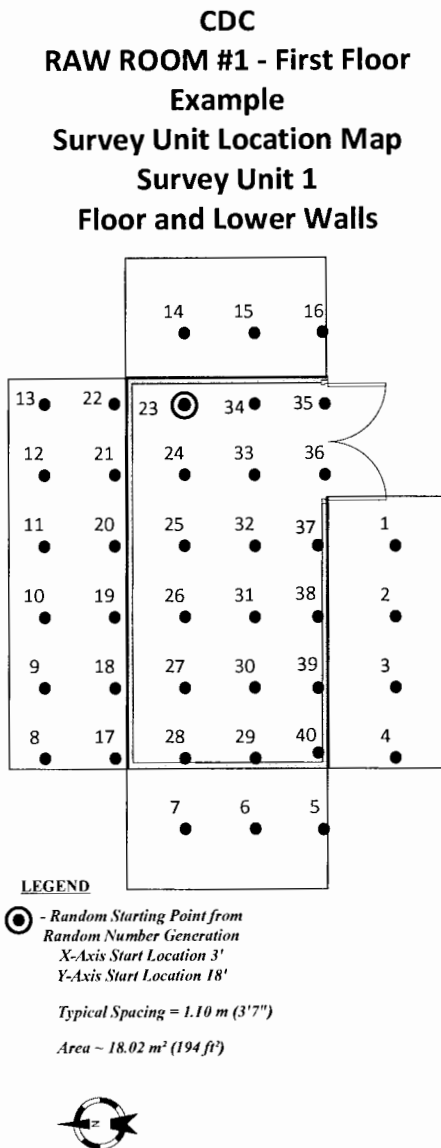 CDC
RAW ROOM #1 - First Floor
Example
Survey Unit Location Map
Survey Unit 1
Floor and Lower Walls
14 15 16
13 22 23 34 35
12 21 24 33 36
11 20 25 32 37 1
10 19 26 31 38 2
9 18 27 30 39 3
8 17 28 29 40 4
7 6 5
LEGEND
- Random Starting Point from
Random Number Generation
X-Axis Start Location 3'
Y-Axis Start Location 18'
Typical Spacing = 1.10 m (3'7")
Area ~ 18.02 m² (194 ft²)
N